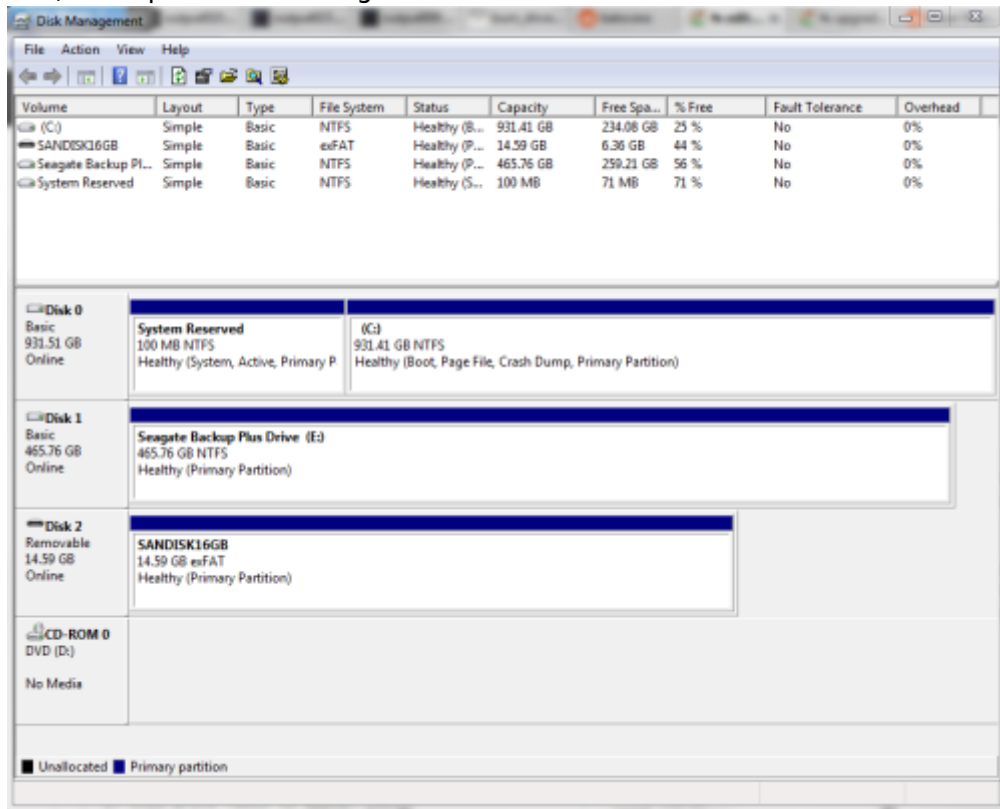 Disk Management
File Action View Help
Volume Layout Type File System Status Capacity Free Spa... % Free Fault Tolerance Overhead
(C:) Simple Basic NTFS Healthy (B... 931.41 GB 234.08 GB 25 % No 0%
SANDISK16GB Simple Basic exFAT Healthy (P... 14.59 GB 6.36 GB 44 % No 0%
Seagate Backup Pl... Simple Basic NTFS Healthy (P... 465.76 GB 259.21 GB 56 % No 0%
System Reserved Simple Basic NTFS Healthy (S... 100 MB 71 MB 71 % No 0%
Disk 0
Basic
931.51 GB
Online
System Reserved
100 MB NTFS
Healthy (System, Active, Primary P
(C:)
931.41 GB NTFS
Healthy (Boot, Page File, Crash Dump, Primary Partition)
Disk 1
Basic
465.76 GB
Online
Seagate Backup Plus Drive (E:)
465.76 GB NTFS
Healthy (Primary Partition)
Disk 2
Removable
14.59 GB
Online
SANDISK16GB
14.59 GB exFAT
Healthy (Primary Partition)
CD-ROM 0
DVD (D:)
No Media
Unallocated Primary partition